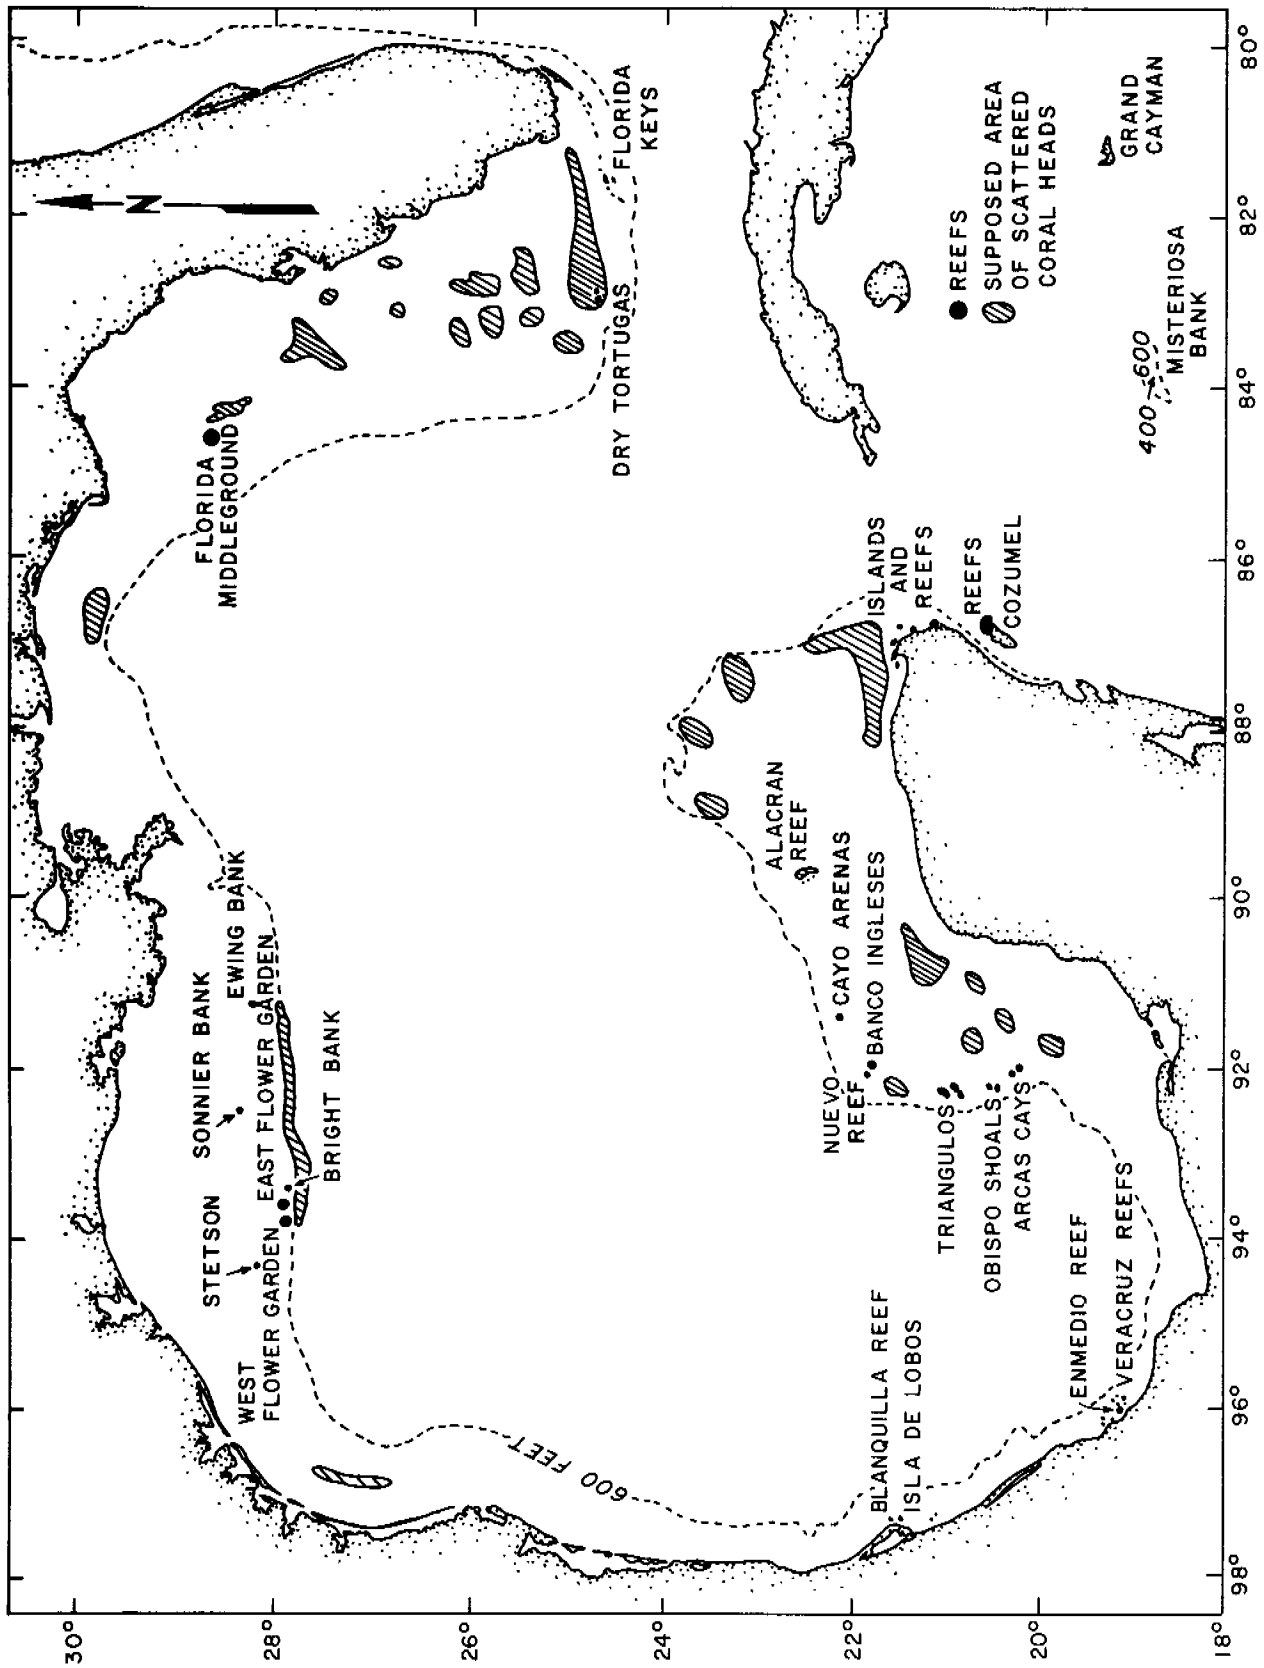 N
30°
28°
26°
24°
22°
20°
18°
98°
96°
94°
92°
90°
88°
86°
84°
82°
80°
FLORIDA
MIDDLEGROUND
FLORIDA
KEYS
DRY TORTUGAS
EWING BANK
SONNIER BANK
EAST FLOWER GARDEN
BRIGHT BANK
STETSON
WEST
FLOWER GARDEN
600 FEET
ALACRAN
REEF
CAYO ARENAS
BANCO INGLESES
NUEVO
REEF
TRIANGULOS
OBISPO SHOALS
ARCAS CAYS
ENMEDIO REEF
VERACRUZ REEFS
BLANQUILLA REEF
ISLA DE LOBOS
ISLANDS
AND
REEFS
REEFS
COZUMEL
REEFS
SUPPOSED AREA
OF SCATTERED
CORAL HEADS
GRAND
CAYMAN
MISTERIOSA
BANK
400
600